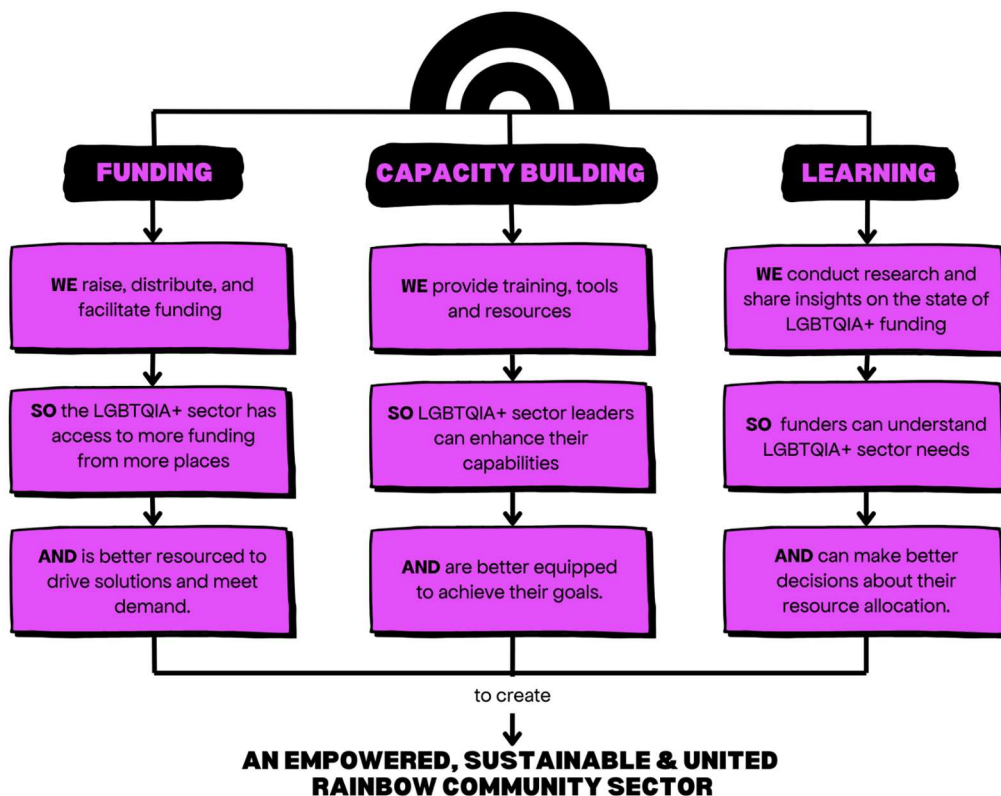 FUNDING
WE raise, distribute, and
facilitate funding
SO the LGBTQIA+ sector has
access to more funding
from more places
AND is better resourced to
drive solutions and meet
demand.
CAPACITY BUILDING
WE provide training, tools
and resources
SO LGBTQIA+ sector leaders
can enhance their
capabilities
AND are better equipped
to achieve their goals.
LEARNING
WE conduct research and
share insights on the state of
LGBTQIA+ funding
SO funders can understand
LGBTQIA+ sector needs
AND can make better
decisions about their
resource allocation.
to create
AN EMPOWERED, SUSTAINABLE & UNITED
RAINBOW COMMUNITY SECTOR